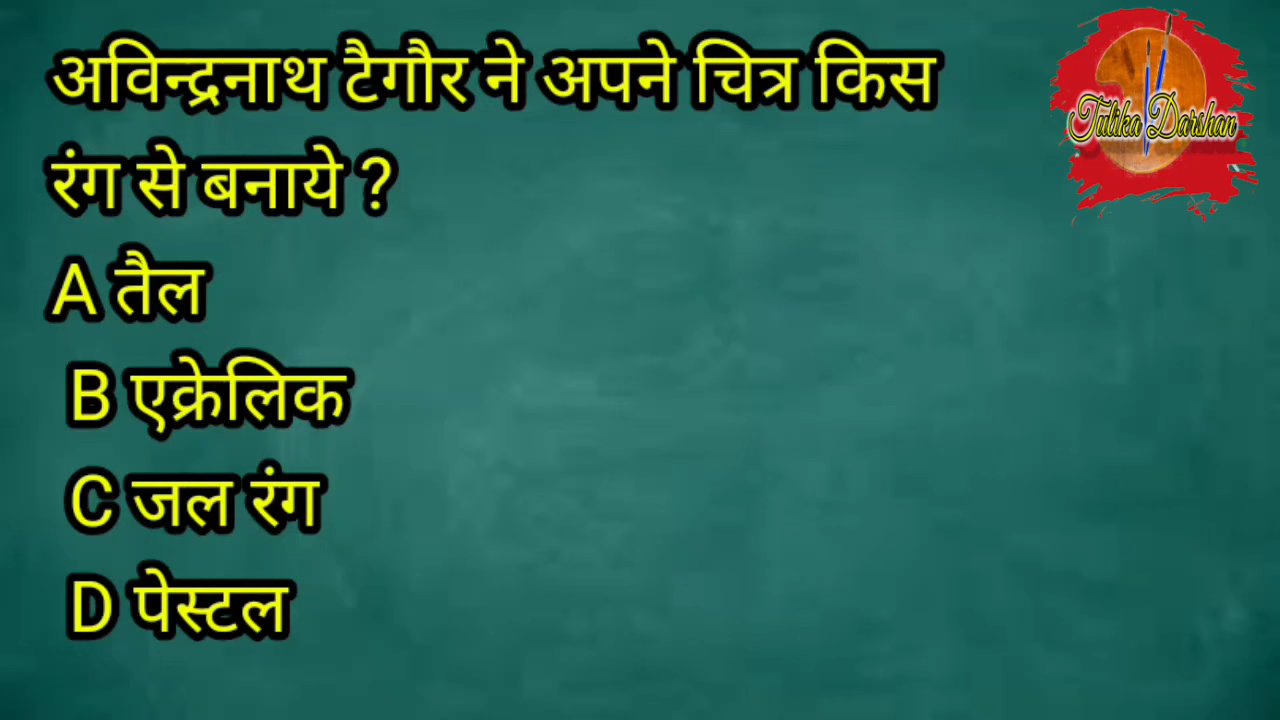 अविन्द्रनाथ टैगौर ने अपने चित्र किस
रंग से बनाये ?
A तैल
B एक्रेलिक
C जल रंग
D पेस्टल
Tulika Darshan